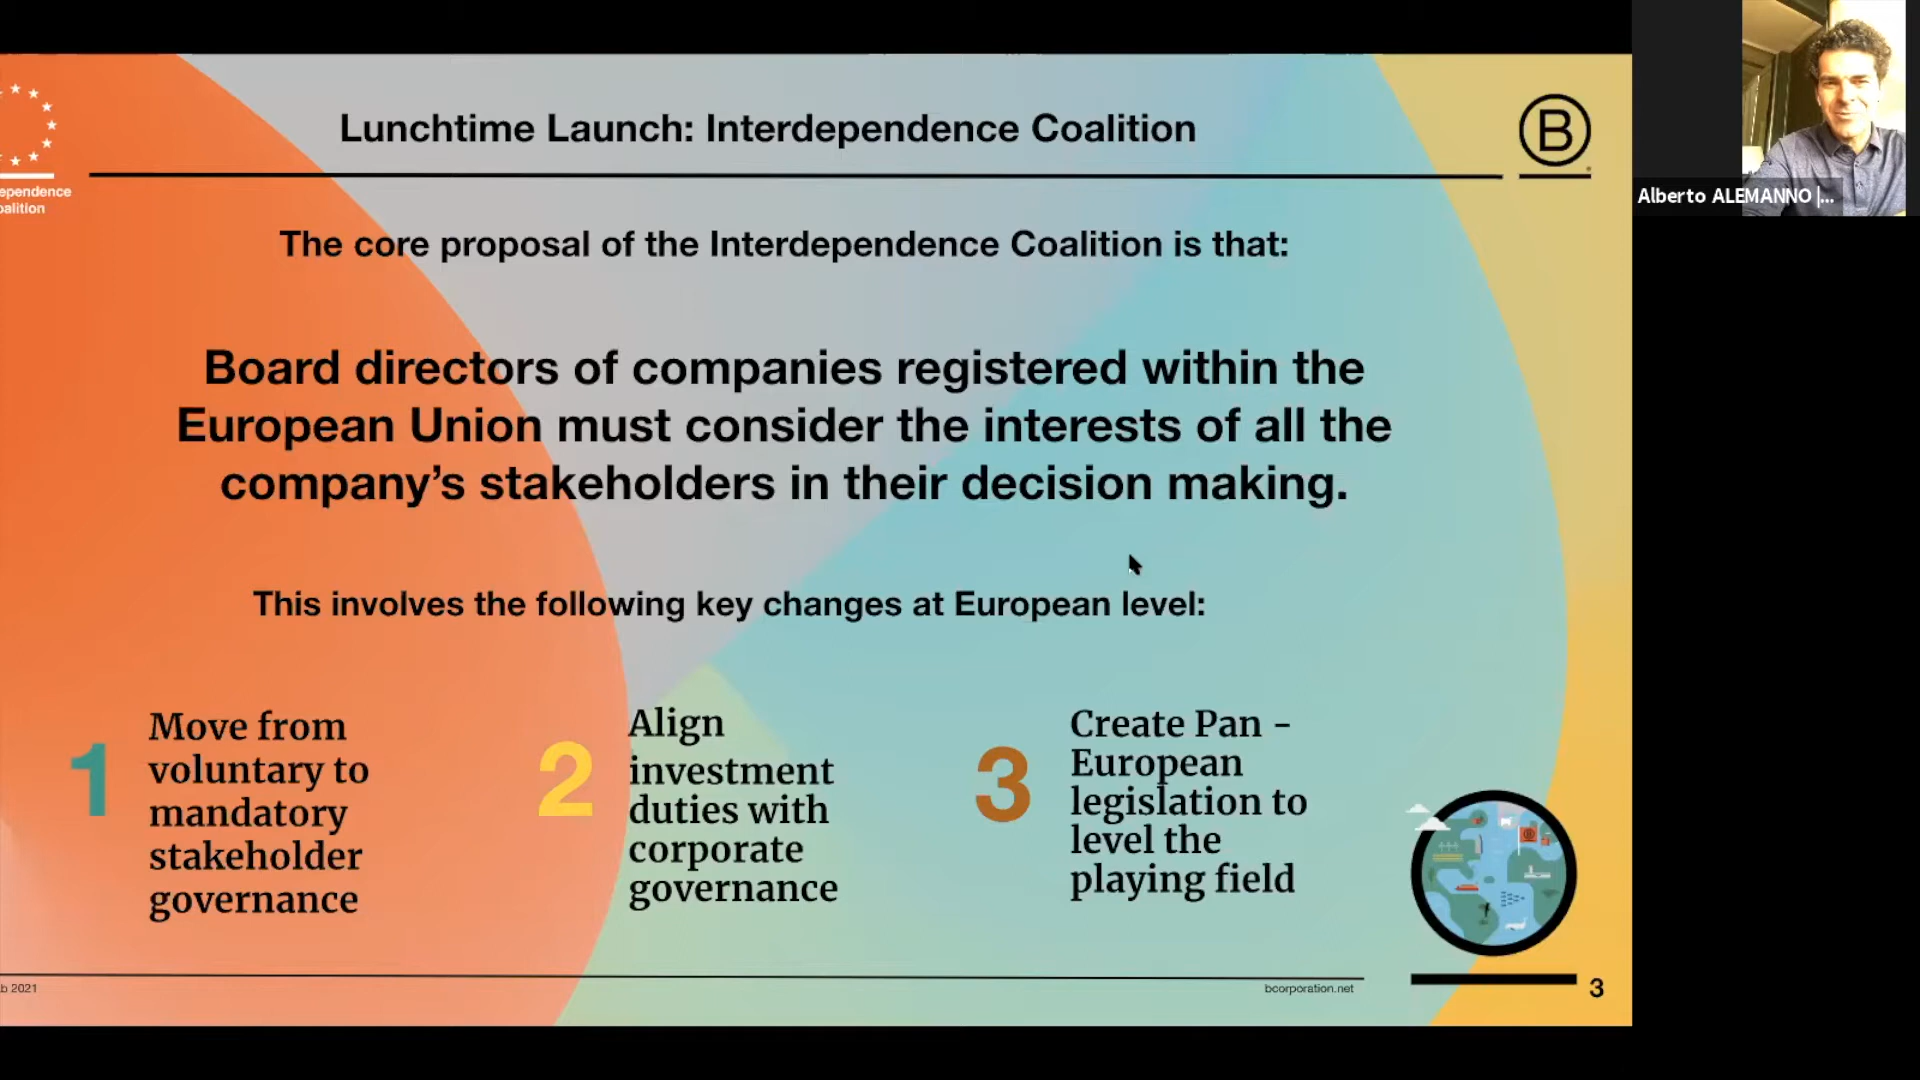 Lunchtime Launch: Interdependence Coalition
B
Alberto ALEMANNO |...
ependence
oalition
The core proposal of the Interdependence Coalition is that:
Board directors of companies registered within the
European Union must consider the interests of all the
company’s stakeholders in their decision making.
This involves the following key changes at European level:
1
Move from
voluntary to
mandatory
stakeholder
governance
2
Align
investment
duties with
corporate
governance
3
Create Pan -
European
legislation to
level the
playing field
b 2021
bcorporation.net
3